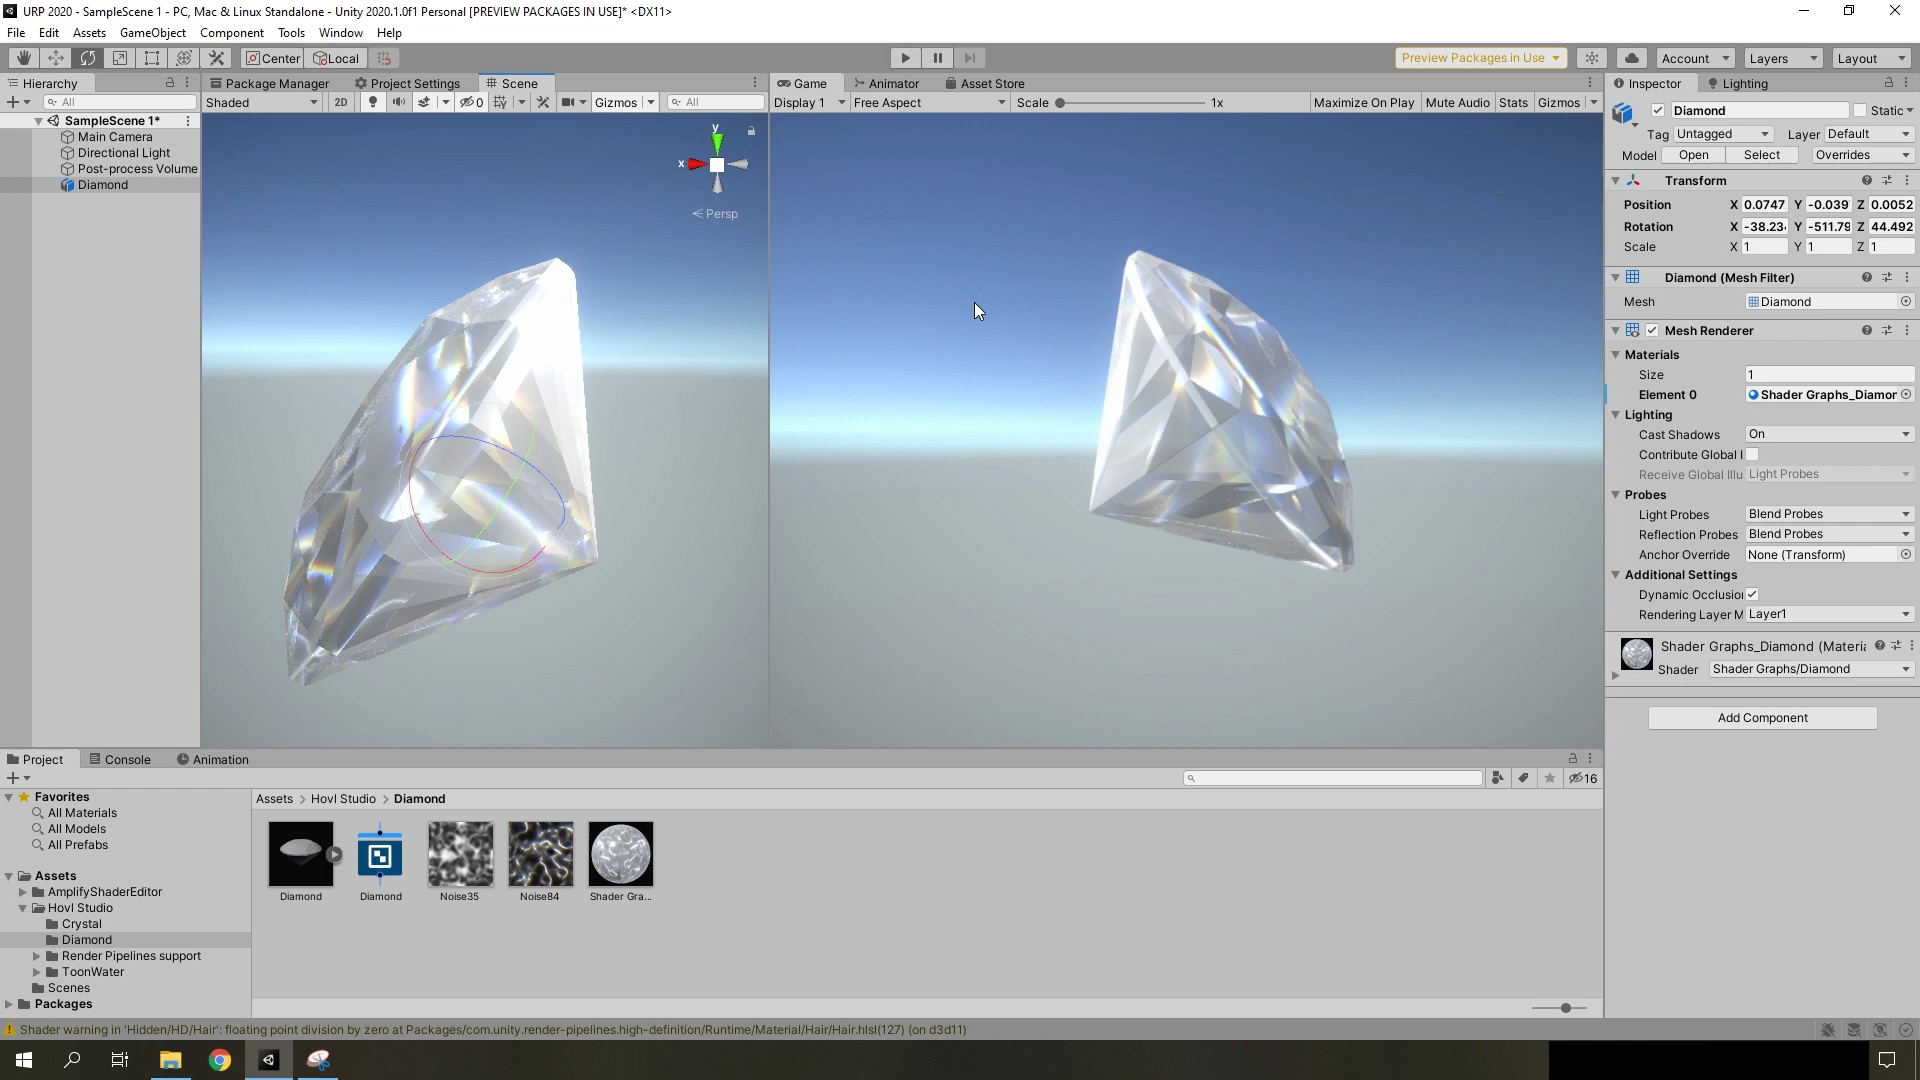 URP 2020 - SampleScene 1 - PC, Mac & Linux Standalone - Unity 2020.1.0f1 Personal [PREVIEW PACKAGES IN USE]* <DX11>
File Edit Assets GameObject Component Tools Window Help
Center Local Preview Packages in Use Account Layers Layout
Hierarchy
All
SampleScene 1*
Main Camera
Directional Light
Post-process Volume
Diamond
Package Manager Project Settings Scene
Shaded 2D 0 Gizmos All
y
x
Persp
Game Animator Asset Store
Display 1 Free Aspect Scale 1x Maximize On Play Mute Audio Stats Gizmos
Inspector Lighting
Diamond Static
Tag Untagged Layer Default
Model Open Select Overrides
Transform
Position X 0.0747 Y -0.039 Z 0.0052
Rotation X -38.23 Y -511.79 Z 44.492
Scale X 1 Y 1 Z 1
Diamond (Mesh Filter)
Mesh Diamond
Mesh Renderer
Materials
Size 1
Element 0 Shader Graphs_Diamor
Lighting
Cast Shadows On
Contribute Global I
Receive Global Illu Light Probes
Probes
Light Probes Blend Probes
Reflection Probes Blend Probes
Anchor Override None (Transform)
Additional Settings
Dynamic Occlusion
Rendering Layer M Layer1
Shader Graphs_Diamond (Materia
Shader Shader Graphs/Diamond
Add Component
Project Console Animation
16
Favorites
All Materials
All Models
All Prefabs
Assets
AmplifyShaderEditor
Hovl Studio
Crystal
Diamond
Render Pipelines support
ToonWater
Scenes
Packages
Assets > Hovl Studio > Diamond
Diamond Diamond Noise35 Noise84 Shader Gra...
Shader warning in 'Hidden/HD/Hair': floating point division by zero at Packages/com.unity.render-pipelines.high-definition/Runtime/Material/Hair/Hair.hlsl(127) (on d3d11)